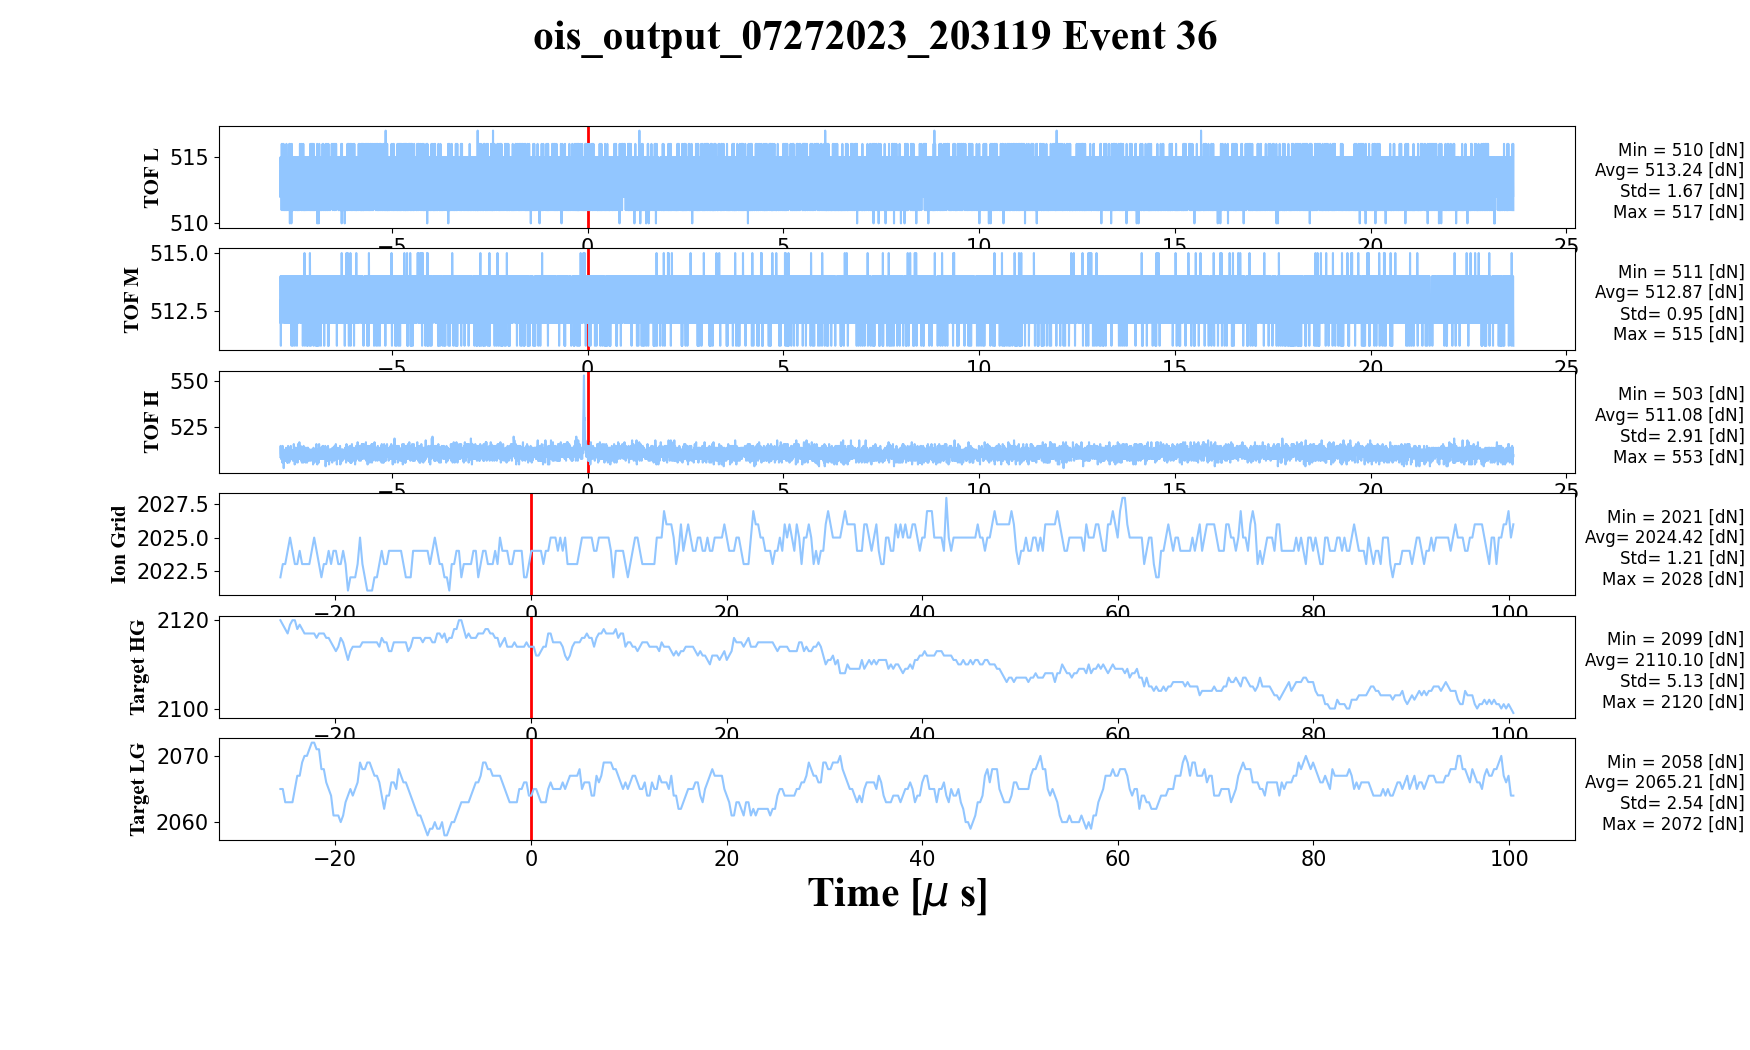 ois_output_07272023_203119 Event 36
TOF L
515
510
−5 0 5 10 15 20 25
Min = 510 [dN]
Avg= 513.24 [dN]
Std= 1.67 [dN]
Max = 517 [dN]
TOF M
515.0
512.5
−5 0 5 10 15 20 25
Min = 511 [dN]
Avg= 512.87 [dN]
Std= 0.95 [dN]
Max = 515 [dN]
TOF H
550
525
−5 0 5 10 15 20 25
Min = 503 [dN]
Avg= 511.08 [dN]
Std= 2.91 [dN]
Max = 553 [dN]
Ion Grid
2027.5
2025.0
2022.5
−20 0 20 40 60 80 100
Min = 2021 [dN]
Avg= 2024.42 [dN]
Std= 1.21 [dN]
Max = 2028 [dN]
Target HG
2120
2100
−20 0 20 40 60 80 100
Min = 2099 [dN]
Avg= 2110.10 [dN]
Std= 5.13 [dN]
Max = 2120 [dN]
Target LG
2070
2060
−20 0 20 40 60 80 100
Min = 2058 [dN]
Avg= 2065.21 [dN]
Std= 2.54 [dN]
Max = 2072 [dN]
Time [μ s]